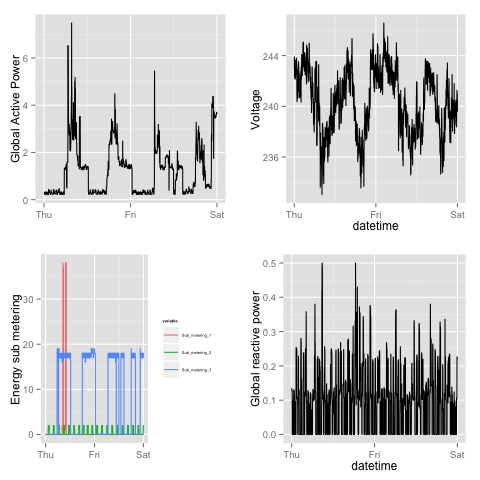 Global Active Power
6
4
2
0
Thu
Fri
Sat
Voltage
244
240
236
Thu
Fri
Sat
datetime
Energy sub metering
30
20
10
0
Thu
Fri
Sat
variable
Sub_metering_1
Sub_metering_2
Sub_metering_3
Global reactive power
0.5
0.4
0.3
0.2
0.1
0.0
Thu
Fri
Sat
datetime